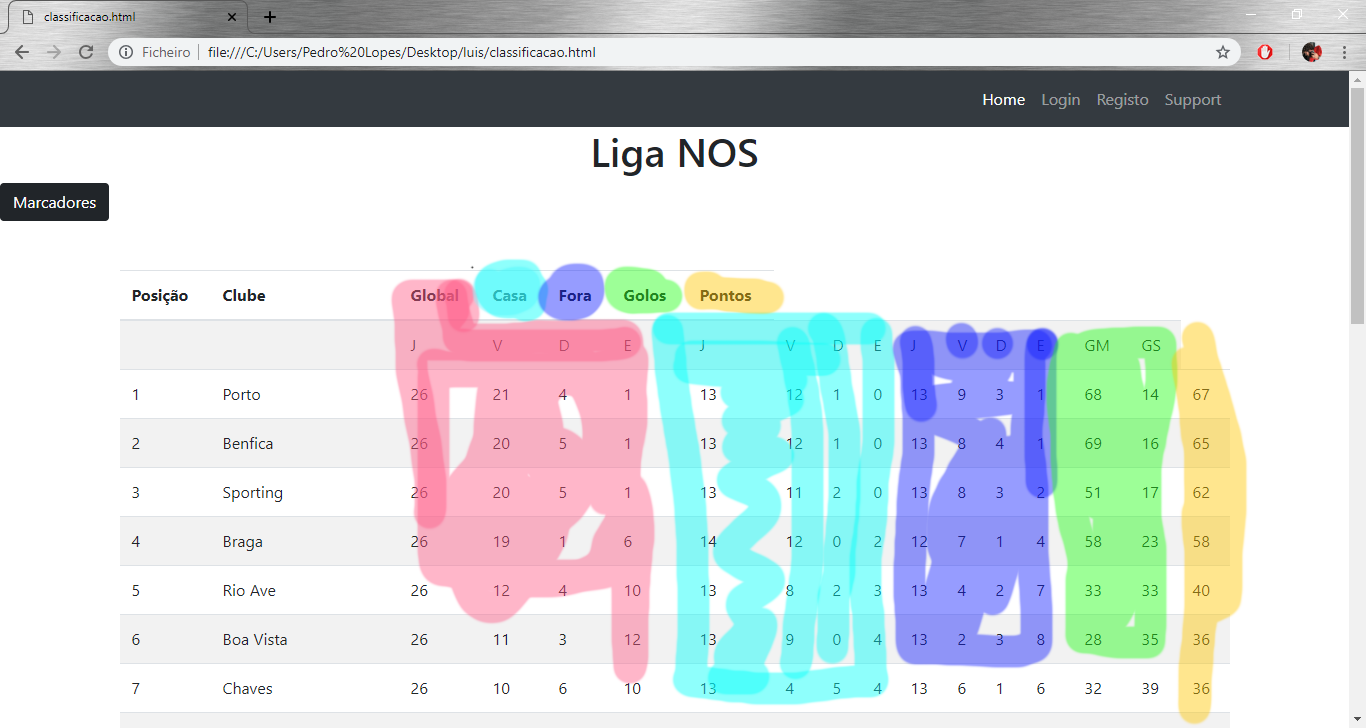 classificacao.html
Ficheiro file:///C:/Users/Pedro%20Lopes/Desktop/luis/classificacao.html
Home Login Registo Support
Liga NOS
Marcadores
Posição Clube Global Casa Fora Golos Pontos
J V D E J V D E J V D E GM GS
1 Porto 26 21 4 1 13 12 1 0 13 9 3 1 68 14 67
2 Benfica 26 20 5 1 13 12 1 0 13 8 4 1 69 16 65
3 Sporting 26 20 5 1 13 11 2 0 13 8 3 2 51 17 62
4 Braga 26 19 1 6 14 12 0 2 12 7 1 4 58 23 58
5 Rio Ave 26 12 4 10 13 8 2 3 13 4 2 7 33 33 40
6 Boa Vista 26 11 3 12 13 9 0 4 13 2 3 8 28 35 36
7 Chaves 26 10 6 10 13 4 5 4 13 6 1 6 32 39 36